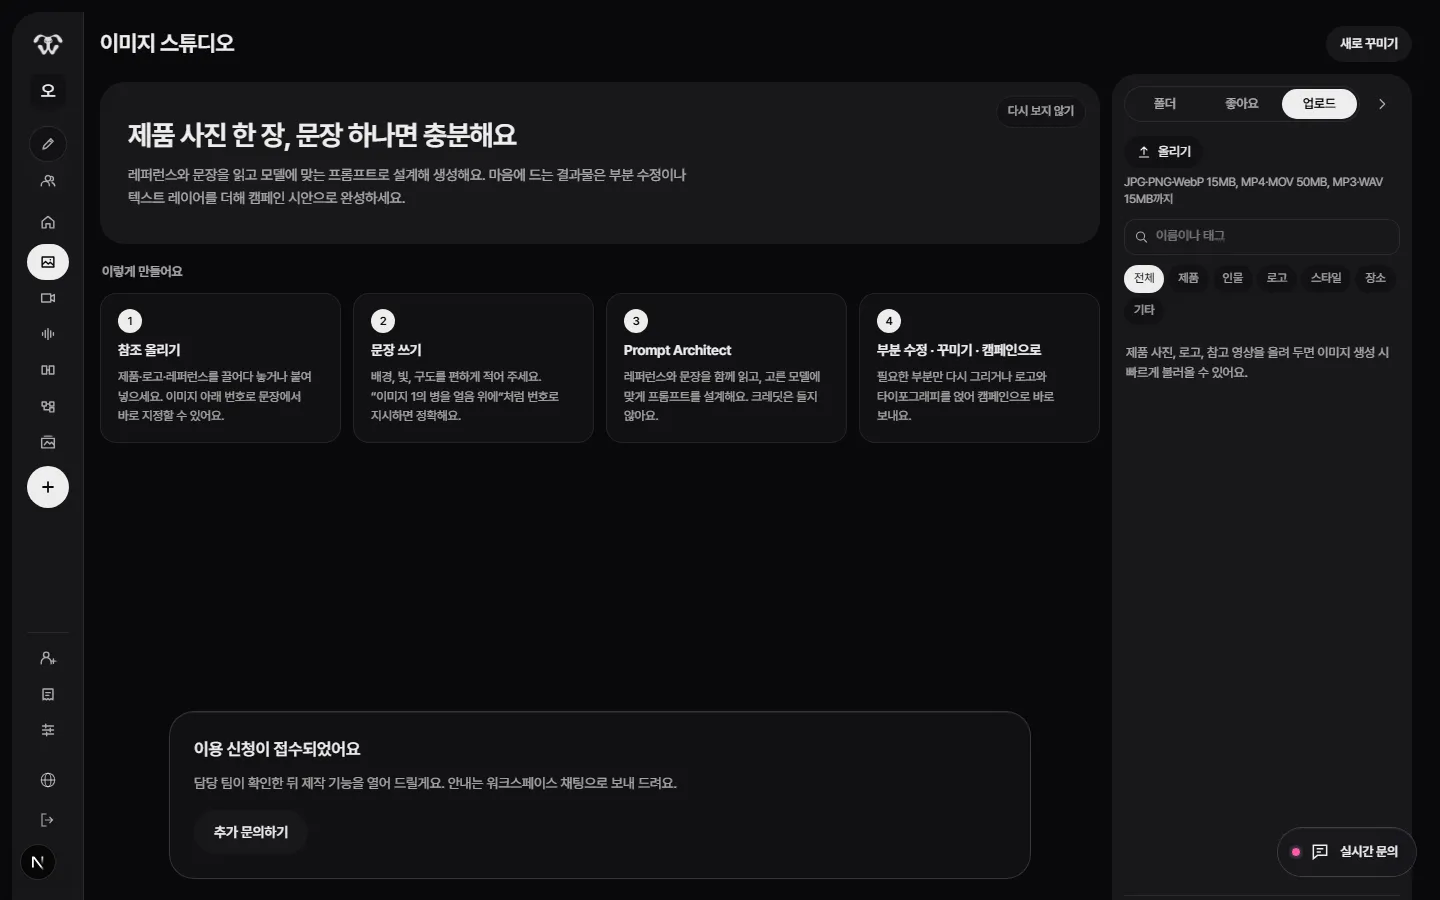 이미지 스튜디오
새로 꾸미기
오
다시 보지 않기
제품 사진 한 장, 문장 하나면 충분해요
레퍼런스와 문장을 읽고 모델에 맞는 프롬프트로 설계해 생성해요. 마음에 드는 결과물은 부분 수정이나
텍스트 레이어를 더해 캠페인 시안으로 완성하세요.
이렇게 만들어요
1
참조 올리기
제품·로고·레퍼런스를 끌어다 놓거나 붙여
넣으세요. 이미지 아래 번호로 문장에서
바로 지정할 수 있어요.
2
문장 쓰기
배경, 빛, 구도를 편하게 적어 주세요.
"이미지 1의 병을 얼음 위에"처럼 번호로
지시하면 정확해요.
3
Prompt Architect
레퍼런스와 문장을 함께 읽고, 고른 모델에
맞게 프롬프트를 설계해요. 크레딧은 들지
않아요.
4
부분 수정 · 꾸미기 · 캠페인으로
필요한 부분만 다시 그리거나 로고와
타이포그래피를 얹어 캠페인으로 바로
보내요.
이용 신청이 접수되었어요
담당 팀이 확인한 뒤 제작 기능을 열어 드릴게요. 안내는 워크스페이스 채팅으로 보내 드려요.
추가 문의하기
폴더
좋아요
업로드
올리기
JPG·PNG·WebP 15MB, MP4·MOV 50MB, MP3·WAV
15MB까지
이름이나 태그
전체
제품
인물
로고
스타일
장소
기타
제품 사진, 로고, 참고 영상을 올려 두면 이미지 생성 시
빠르게 불러올 수 있어요.
실시간 문의
N